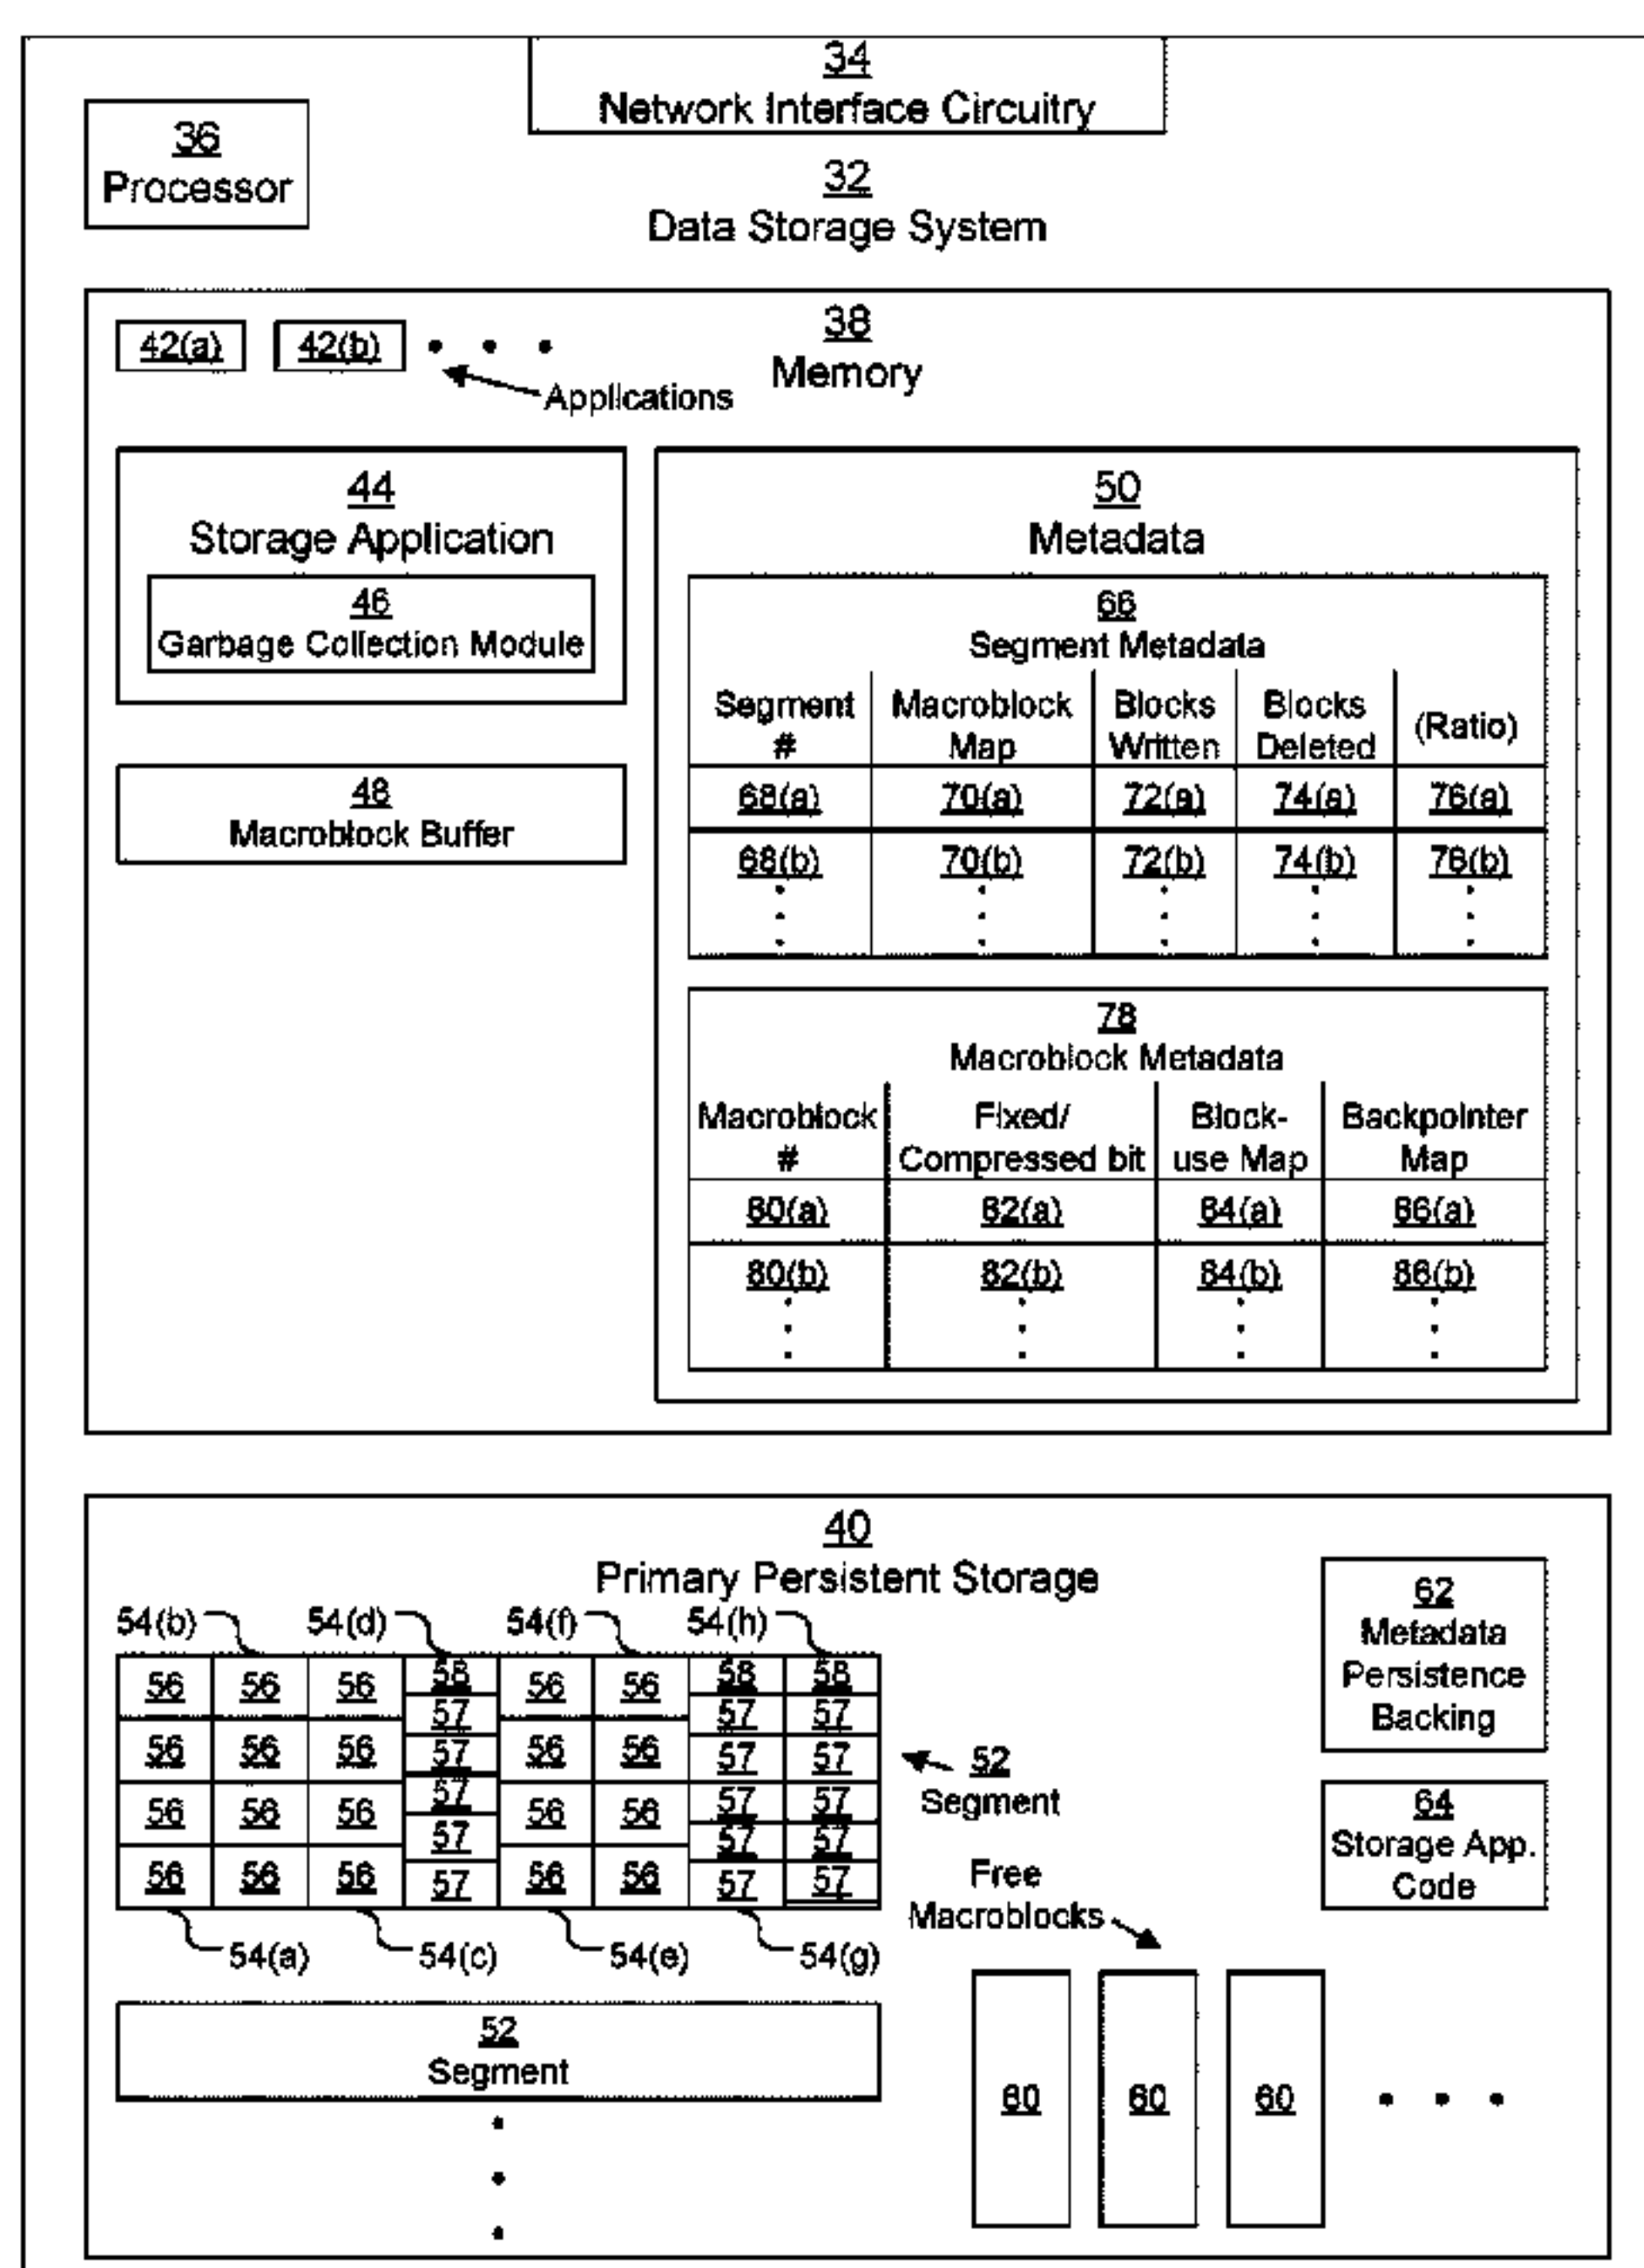 34
Network Interface Circuitry
36
Processor
32
Data Storage System
38
Memory
42(a) 42(b) • • •
Applications
44
Storage Application
46
Garbage Collection Module
48
Macroblock Buffer
50
Metadata
66
Segment Metadata
Segment # Macroblock Map Blocks Written Blocks Deleted (Ratio)
68(a) 70(a) 72(a) 74(a) 76(a)
68(b) 70(b) 72(b) 74(b) 76(b)
78
Macroblock Metadata
Macroblock # Fixed/ Compressed bit Block-use Map Backpointer Map
80(a) 82(a) 84(a) 86(a)
80(b) 82(b) 84(b) 86(b)
40
Primary Persistent Storage
54(b) 54(d) 54(f) 54(h)
56 56 56 58 56 56 58 58
57 57 57
56 56 56 57 56 56 57 57
56 56 56 57 56 56 57 57
57 57 57
56 56 56 57 56 56 57 57
54(a) 54(c) 54(e) 54(g)
52
Segment
62
Metadata
Persistence
Backing
64
Storage App.
Code
Free
Macroblocks
52
Segment
60 60 60 • • •